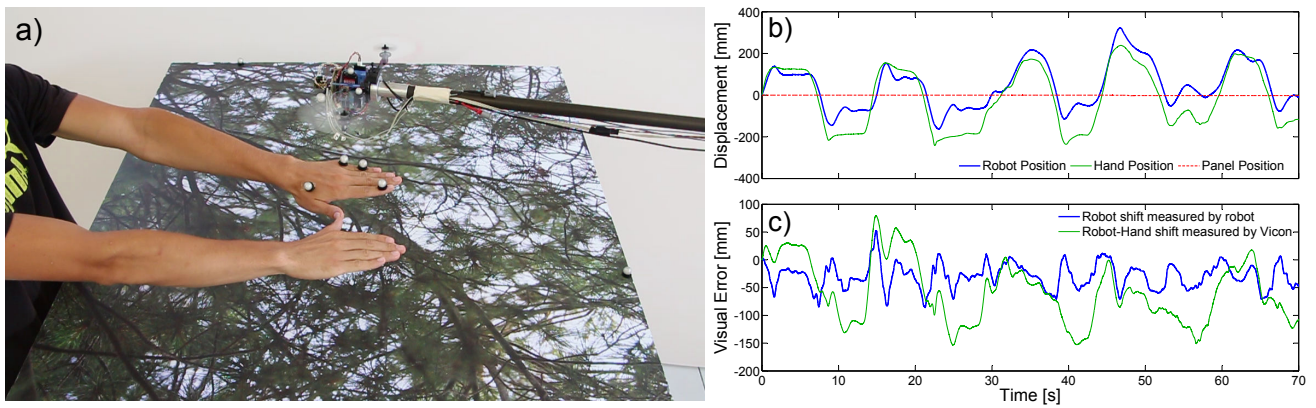 a)
b)
Displacement [mm]
400
200
0
-200
-400
Robot Position
Hand Position
Panel Position
c)
Visual Error [mm]
100
50
0
-50
-100
-150
-200
Robot shift measured by robot
Robot-Hand shift measured by Vicon
0 10 20 30 40 50 60 70
Time [s]